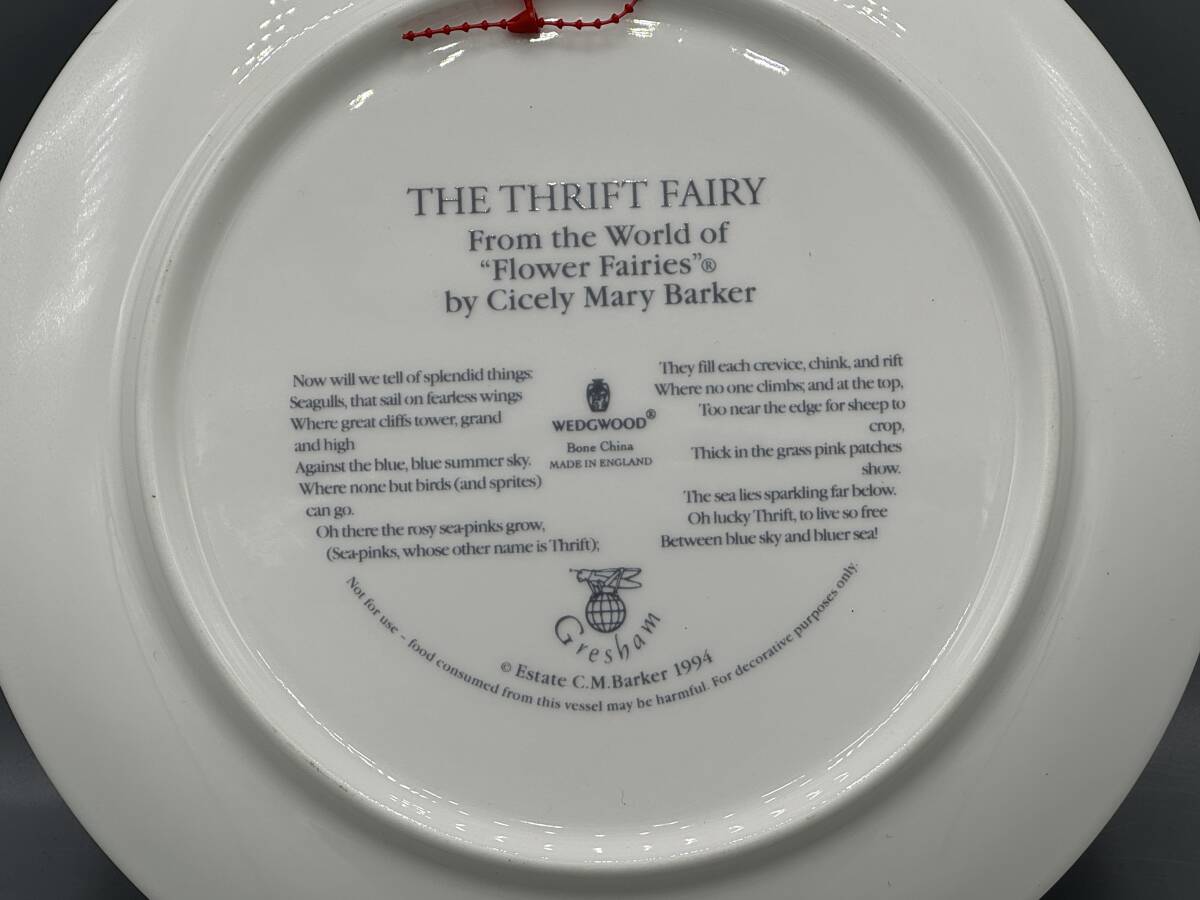 THE THRIFT FAIRY
From the World of
“Flower Fairies”®
by Cicely Mary Barker
Now will we tell of splendid things:
Seagulls, that sail on fearless wings
Where great cliffs tower, grand
and high
Against the blue, blue summer sky.
Where none but birds (and sprites)
can go.
Oh there the rosy sea-pinks grow,
(Sea-pinks, whose other name is Thrift);
WEDGWOOD®
Bone China
MADE IN ENGLAND
They fill each crevice, chink, and rift
Where no one climbs; and at the top,
Too near the edge for sheep to
crop,
Thick in the grass pink patches
show.
The sea lies sparkling far below.
Oh lucky Thrift, to live so free
Between blue sky and bluer sea!
Gresham
© Estate C.M.Barker 1994
Not for use - food consumed from this vessel may be harmful. For decorative purposes only.